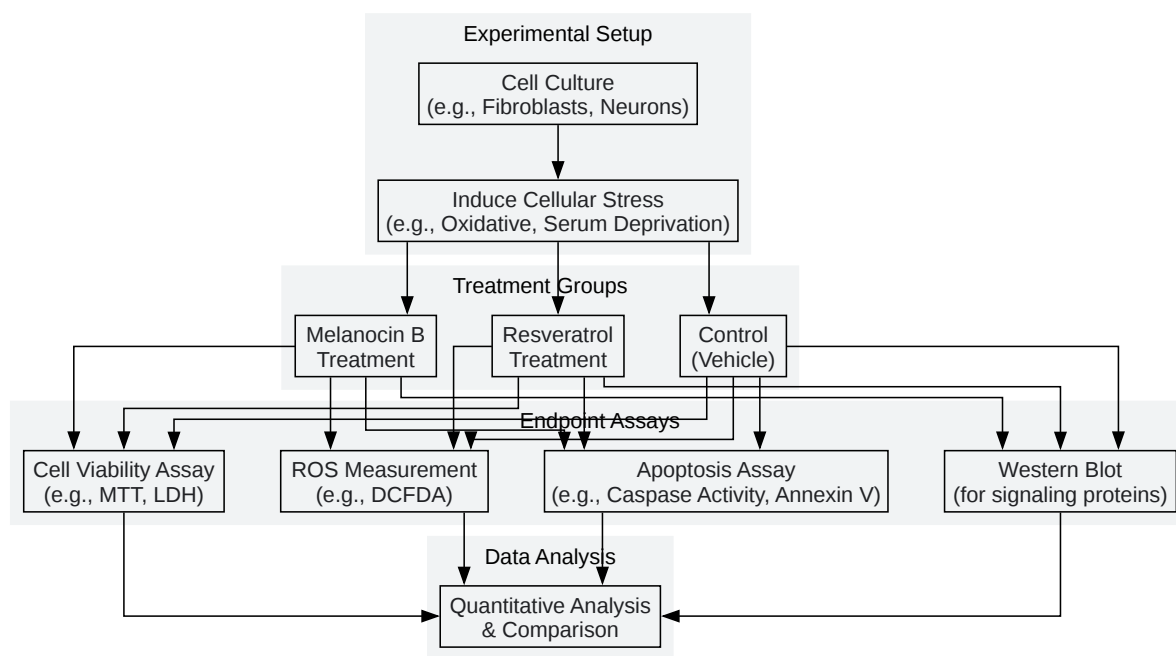 Experimental Setup
Cell Culture
(e.g., Fibroblasts, Neurons)
Induce Cellular Stress
(e.g., Oxidative, Serum Deprivation)
Treatment Groups
Melanocin B
Treatment
Resveratrol
Treatment
Control
(Vehicle)
Endpoint Assays
Cell Viability Assay
(e.g., MTT, LDH)
ROS Measurement
(e.g., DCFDA)
Apoptosis Assay
(e.g., Caspase Activity, Annexin V)
Western Blot
(for signaling proteins)
Data Analysis
Quantitative Analysis
& Comparison